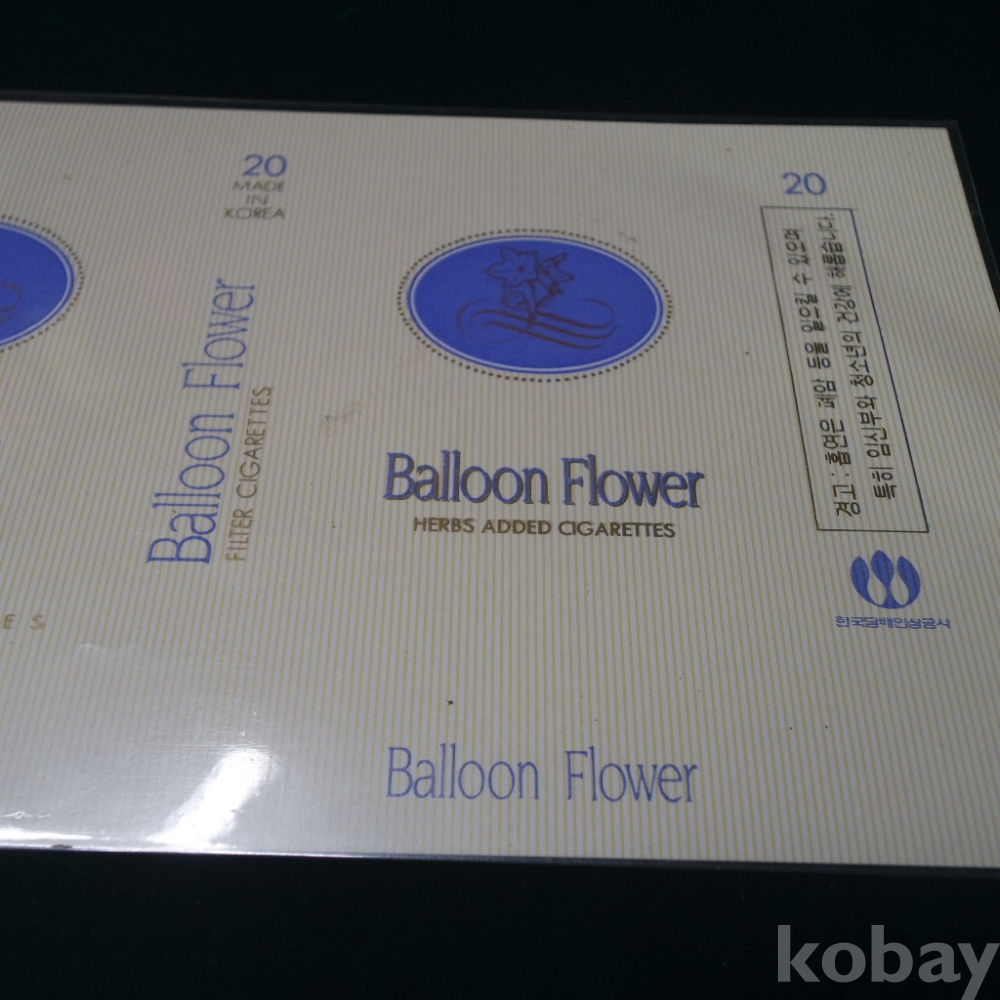 20
MADE
IN
KOREA
Balloon Flower
FILTER CIGARETTES
Balloon Flower
HERBS ADDED CIGARETTES
Balloon Flower
20
경고 : 흡연은 폐암 등을 일으킬 수 있으며
특히 임신부와 청소년의 건강에 해롭습니다.
한국담배인삼공사
E S
kobay